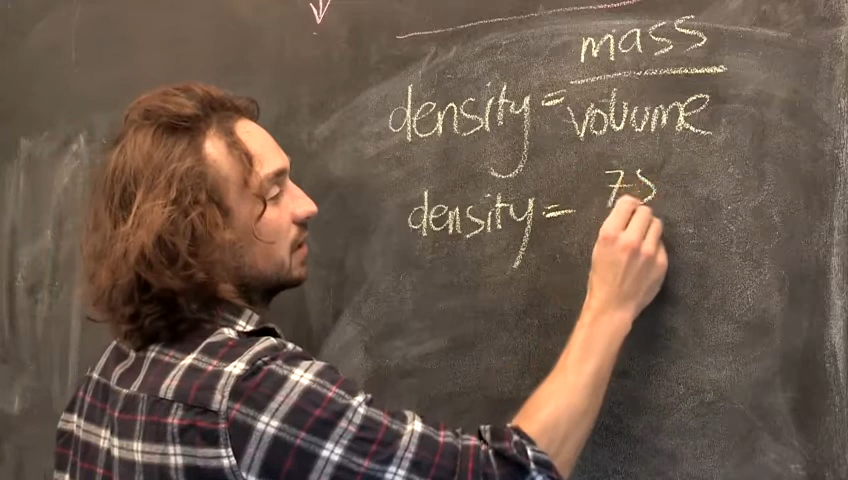 mass
density = volume
density = 75